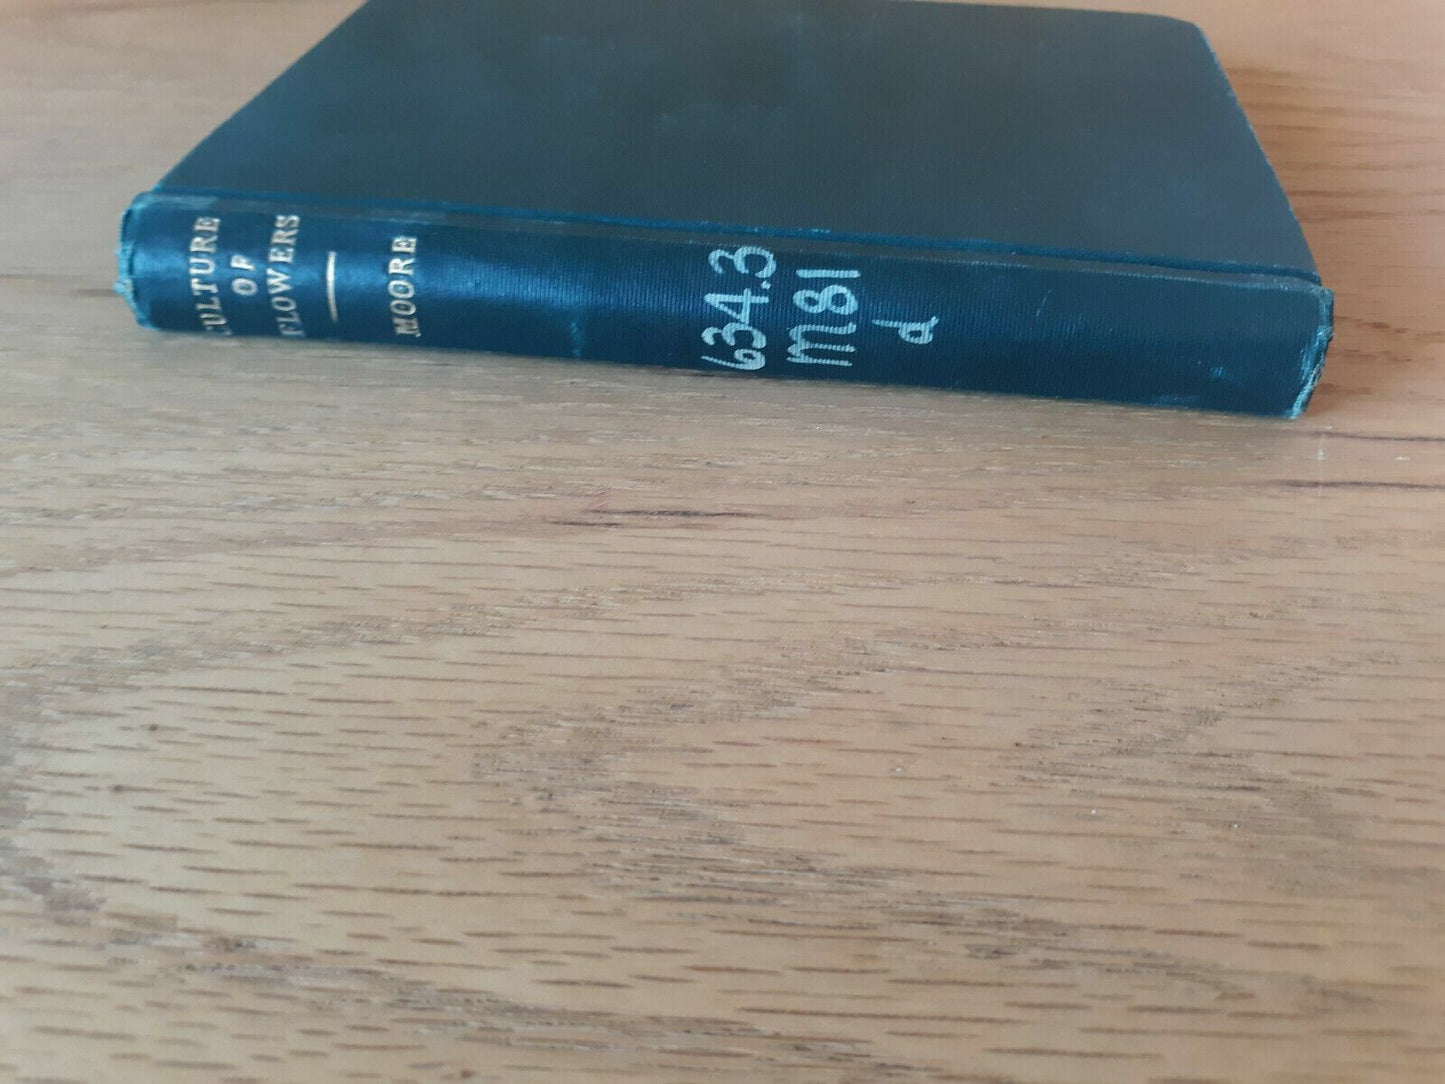 CULTURE
OF
FLOWERS
MOORE
634.3
M81
d